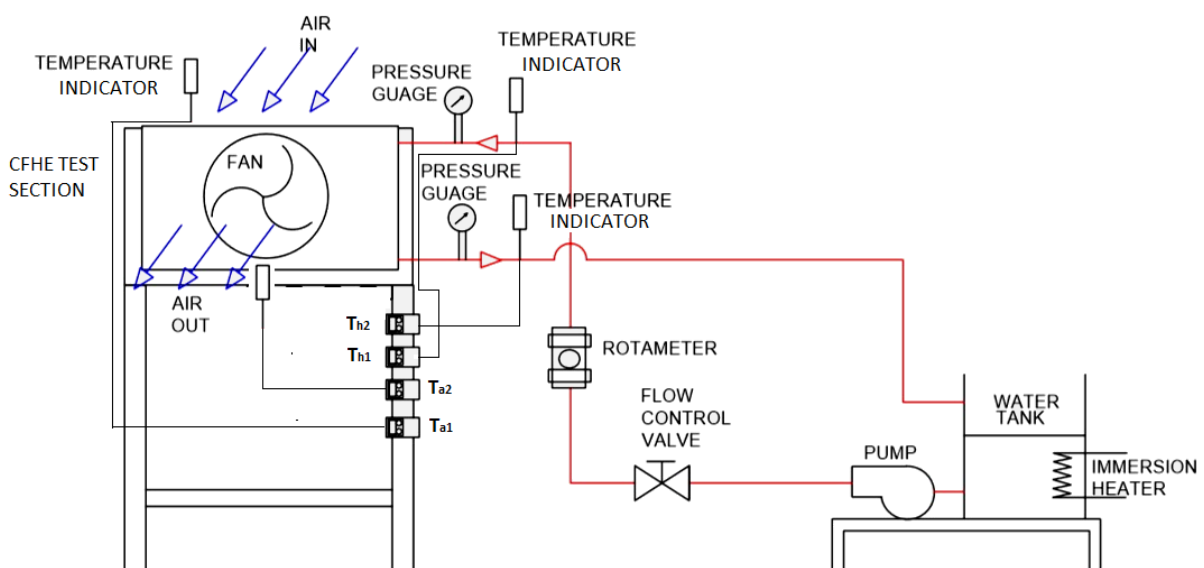 AIR
IN
TEMPERATURE
INDICATOR
TEMPERATURE
INDICATOR
PRESSURE
GUAGE
CFHE TEST
SECTION
FAN
PRESSURE
GUAGE
TEMPERATURE
INDICATOR
AIR
OUT
Th2
Th1
Ta2
Ta1
ROTAMETER
FLOW
CONTROL
VALVE
PUMP
WATER
TANK
IMMERSION
HEATER